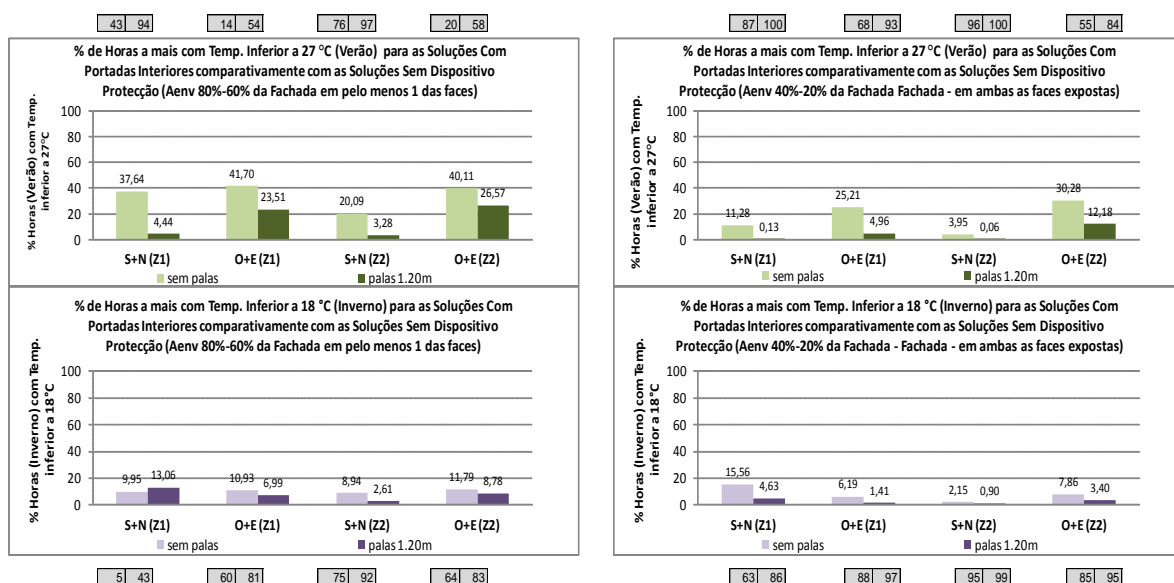 43 94 14 54 76 97 20 58
% de Horas a mais com Temp. Inferior a 27 °C (Verão) para as Soluções Com
Portadas Interiores comparativamente com as Soluções Sem Dispositivo
Protecção (Aenv 80%-60% da Fachada em pelo menos 1 das faces)
% Horas (Verão) com Temp.
inferior a 27°C
100
80
60
40
20
0
37,64 4,44 41,70 23,51 20,09 3,28 40,11 26,57
S+N (Z1) O+E (Z1) S+N (Z2) O+E (Z2)
sem palas palas 1.20m
87 100 68 93 96 100 55 84
% de Horas a mais com Temp. Inferior a 27 °C (Verão) para as Soluções Com
Portadas Interiores comparativamente com as Soluções Sem Dispositivo
Protecção (Aenv 40%-20% da Fachada Fachada - em ambas as faces expostas)
% Horas (Verão) com Temp.
inferior a 27°C
100
80
60
40
20
0
11,28 0,13 25,21 4,96 3,95 0,06 30,28 12,18
S+N (Z1) O+E (Z1) S+N (Z2) O+E (Z2)
sem palas palas 1.20m
% de Horas a mais com Temp. Inferior a 18 °C (Inverno) para as Soluções Com
Portadas Interiores comparativamente com as Soluções Sem Dispositivo
Protecção (Aenv 80%-60% da Fachada em pelo menos 1 das faces)
% Horas (Inverno) com Temp.
inferior a 18°C
100
80
60
40
20
0
9,95 13,06 10,93 6,99 8,94 2,61 11,79 8,78
S+N (Z1) O+E (Z1) S+N (Z2) O+E (Z2)
sem palas palas 1.20m
5 43 60 81 75 92 64 83
% de Horas a mais com Temp. Inferior a 18 °C (Inverno) para as Soluções Com
Portadas Interiores comparativamente com as Soluções Sem Dispositivo
Protecção (Aenv 40%-20% da Fachada - Fachada - em ambas as faces expostas)
% Horas (Inverno) com Temp.
inferior a 18°C
100
80
60
40
20
0
15,56 4,63 6,19 1,41 2,15 0,90 7,86 3,40
S+N (Z1) O+E (Z1) S+N (Z2) O+E (Z2)
sem palas palas 1.20m
63 86 88 97 95 99 85 95